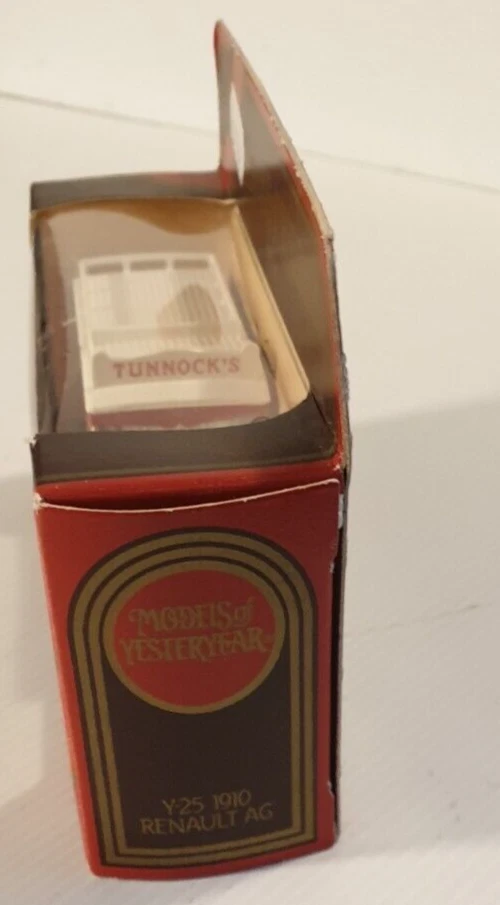 TUNNOCK'S
MODELS of
YESTERYEAR
Y-25 1910
RENAULT AG